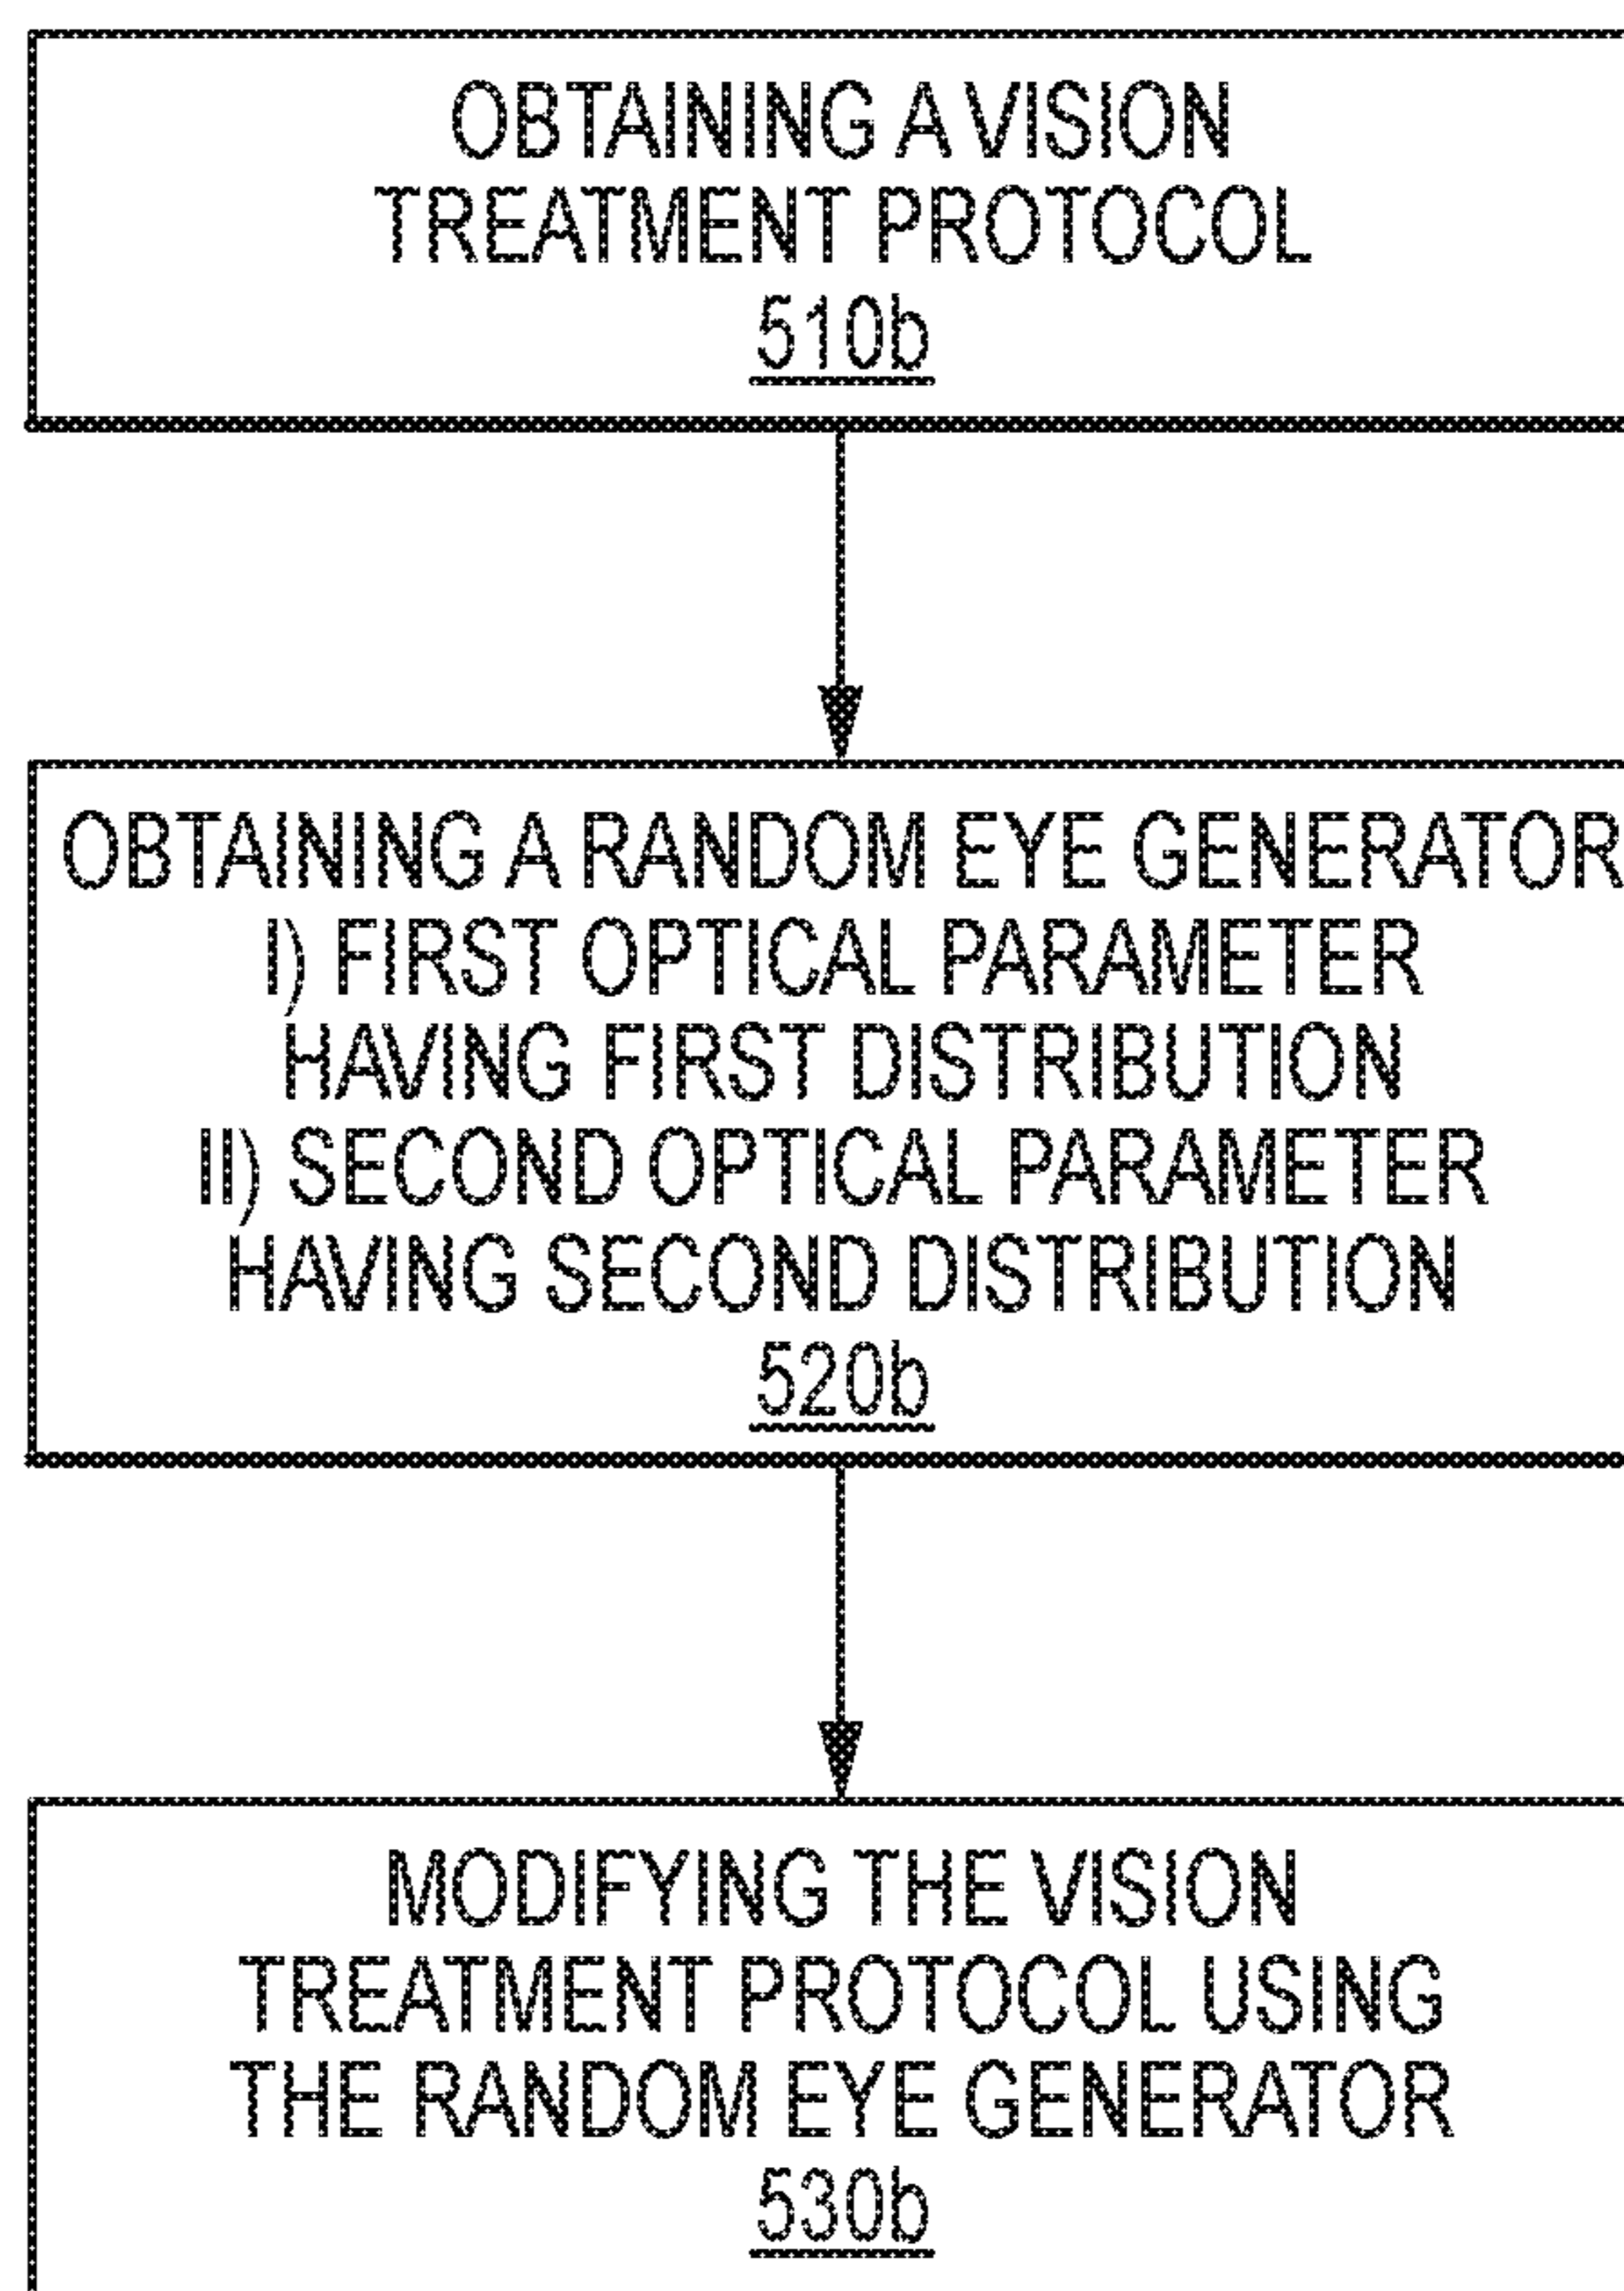 OBTAINING A VISION
TREATMENT PROTOCOL
510b
OBTAINING A RANDOM EYE GENERATOR
I) FIRST OPTICAL PARAMETER
HAVING FIRST DISTRIBUTION
II) SECOND OPTICAL PARAMETER
HAVING SECOND DISTRIBUTION
520b
MODIFYING THE VISION
TREATMENT PROTOCOL USING
THE RANDOM EYE GENERATOR
530b